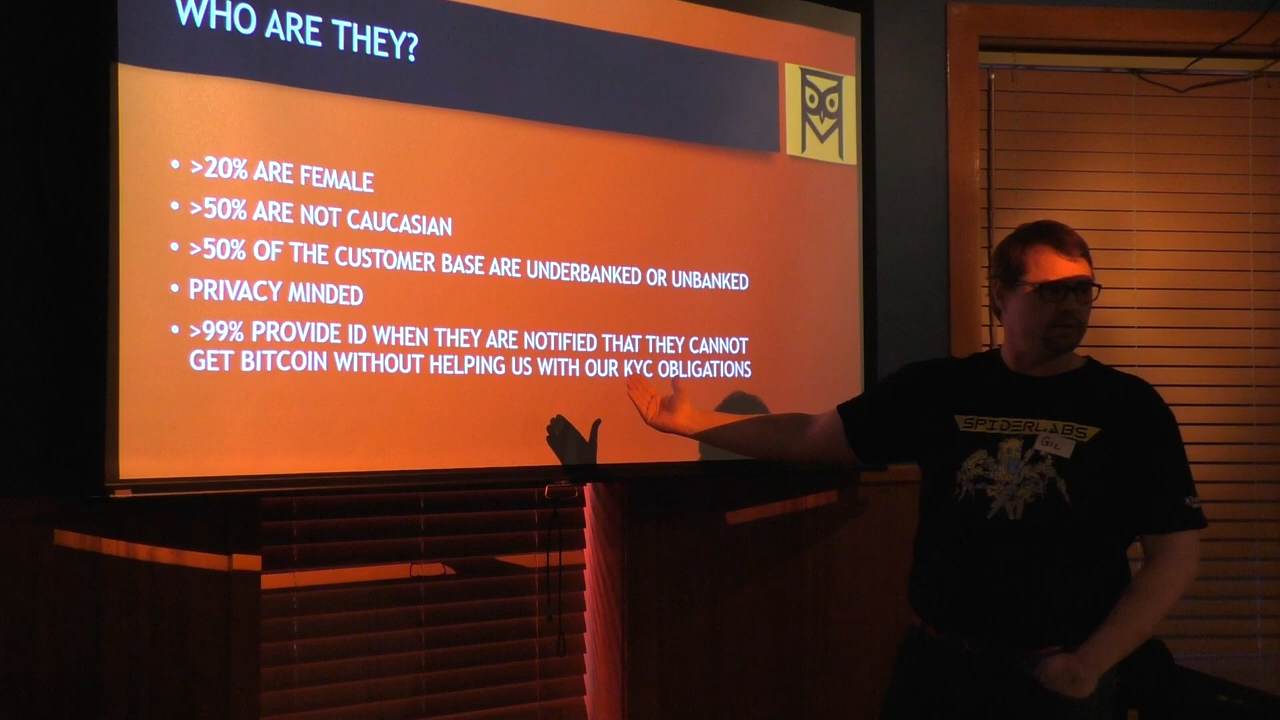 WHO ARE THEY?
• >20% ARE FEMALE
• >50% ARE NOT CAUCASIAN
• >50% OF THE CUSTOMER BASE ARE UNDERBANKED OR UNBANKED
• PRIVACY MINDED
• >99% PROVIDE ID WHEN THEY ARE NOTIFIED THAT THEY CANNOT
GET BITCOIN WITHOUT HELPING US WITH OUR KYC OBLIGATIONS
SPIDERLABS
GIL